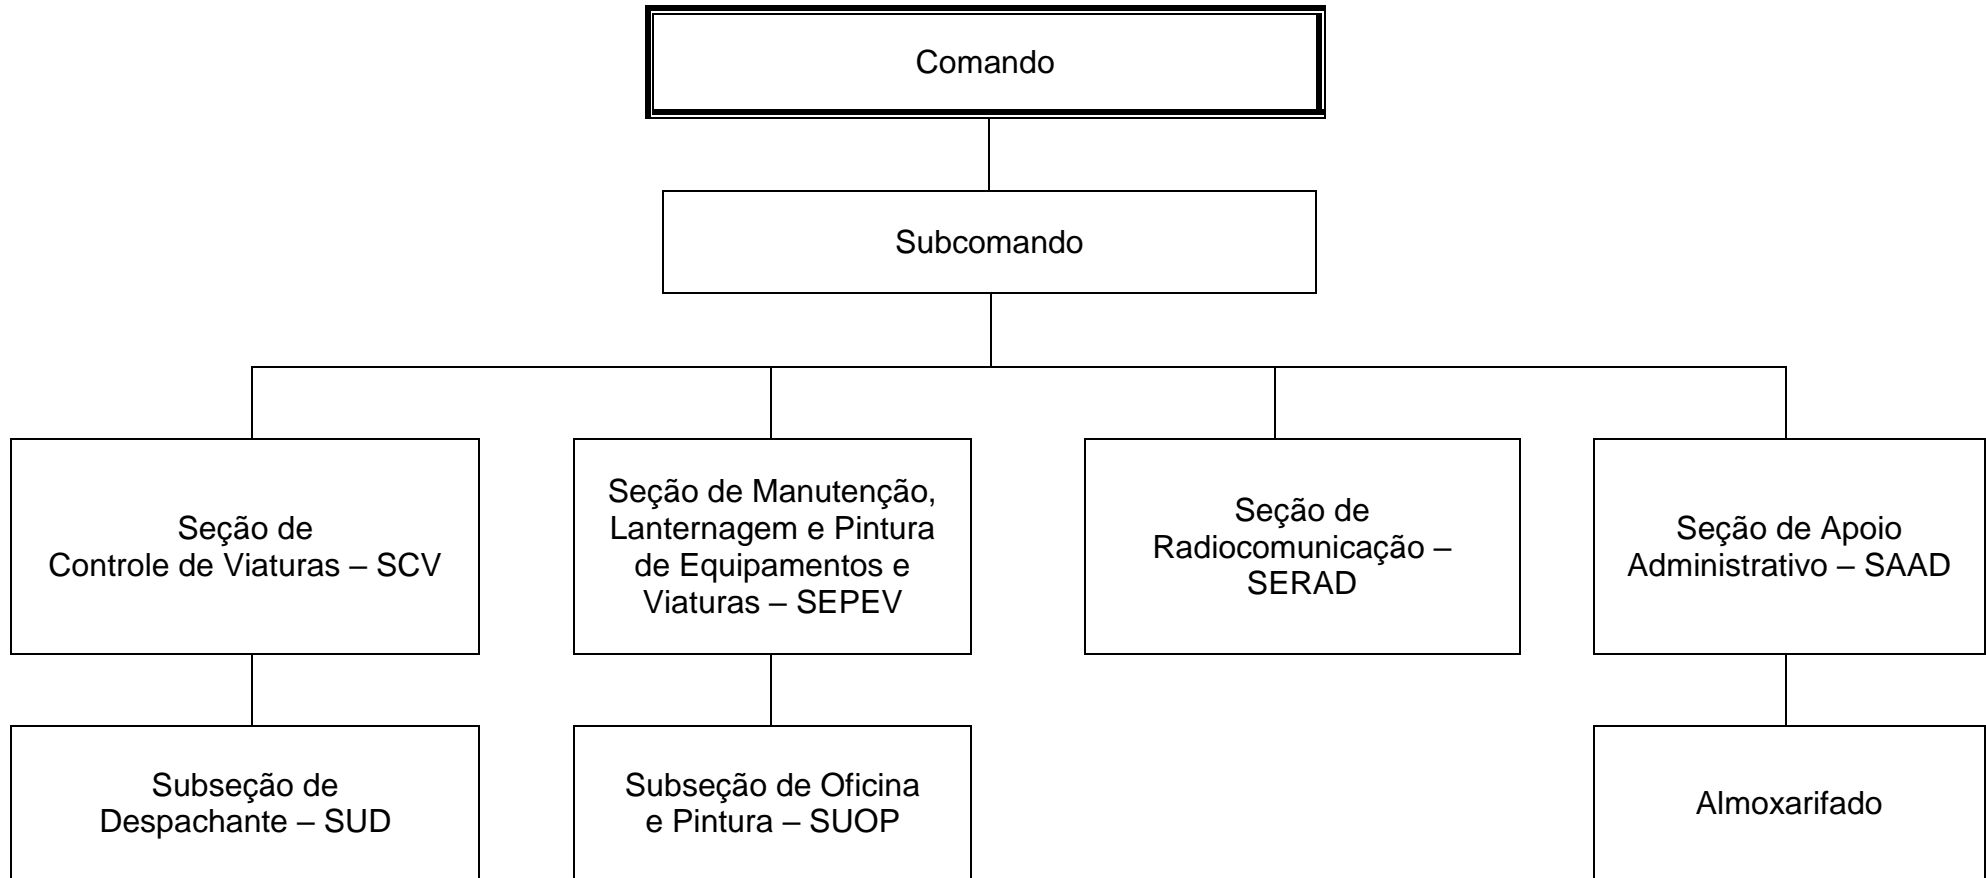 Comando
Subcomando
Seção de
Controle de Viaturas – SCV
Seção de Manutenção,
Lanternagem e Pintura
de Equipamentos e
Viaturas – SEPEV
Seção de
Radiocomunicação –
SERAD
Seção de Apoio
Administrativo – SAAD
Subseção de
Despachante – SUD
Subseção de Oficina
e Pintura – SUOP
Almoxarifado